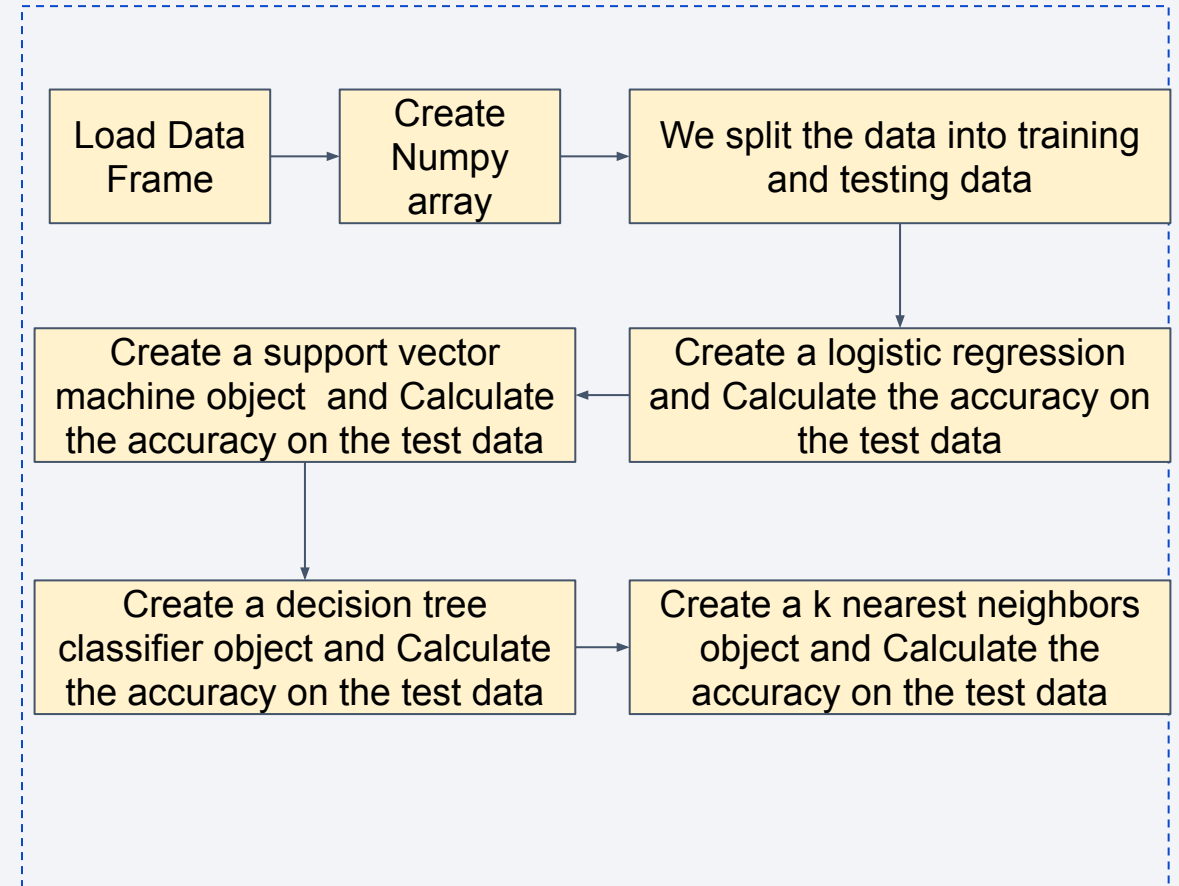 Load Data
Frame
Create
Numpy
array
We split the data into training
and testing data
Create a logistic regression
and Calculate the accuracy on
the test data
Create a support vector
machine object  and Calculate
the accuracy on the test data
Create a decision tree
classifier object and Calculate
the accuracy on the test data
Create a k nearest neighbors
object and Calculate the
accuracy on the test data